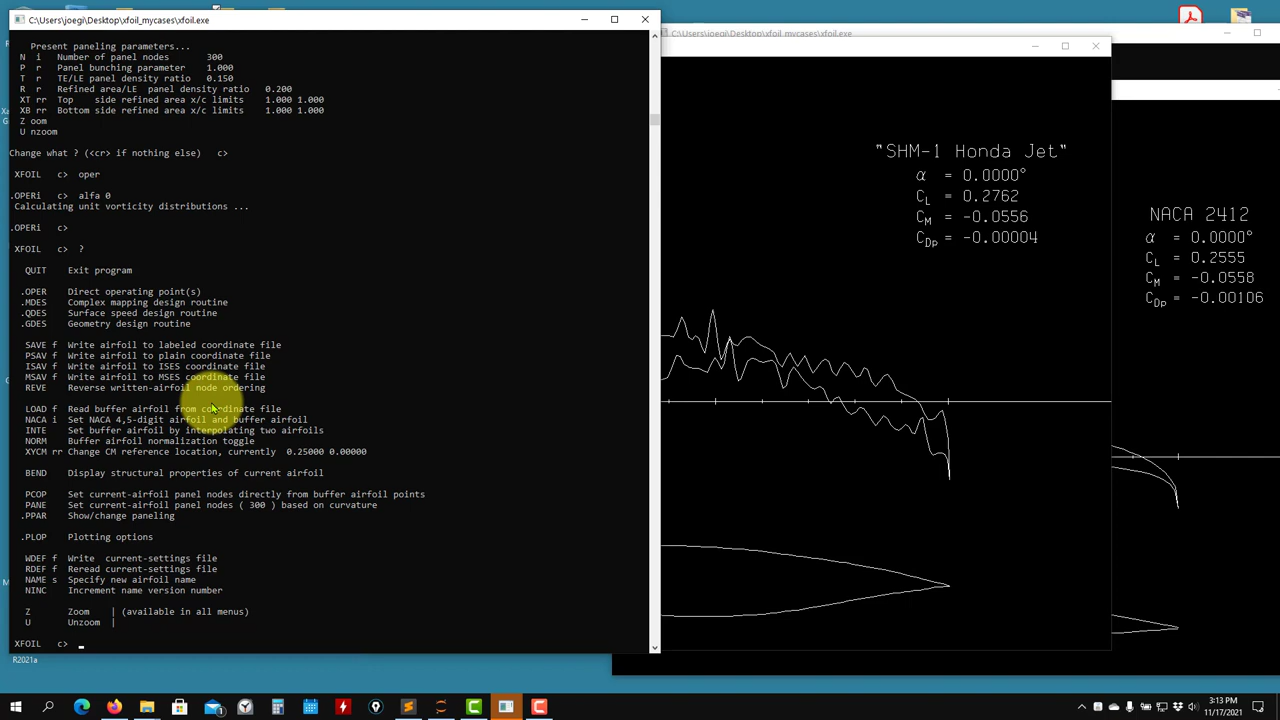 C:\Users\joegi\Desktop\xfoil_mycases\xfoil.exe
Present paneling parameters...
N i Number of panel nodes 300
P r Panel bunching parameter 1.000
T r TE/LE panel density ratio 0.150
R r Refined area/LE panel density ratio 0.200
XT rr Top side refined area x/c limits 1.000 1.000
XB rr Bottom side refined area x/c limits 1.000 1.000
Z oom
U nzoom
Change what ? (<cr> if nothing else) c>
XFOIL c> oper
.OPERi c> alfa 0
Calculating unit vorticity distributions ...
.OPERi c>
XFOIL c> ?
QUIT Exit program
.OPER Direct operating point(s)
.MDES Complex mapping design routine
.QDES Surface speed design routine
.GDES Geometry design routine
SAVE f Write airfoil to labeled coordinate file
PSAV f Write airfoil to plain coordinate file
ISAV f Write airfoil to ISES coordinate file
MSAV f Write airfoil to MSES coordinate file
REVE Reverse written-airfoil node ordering
LOAD f Read buffer airfoil from coordinate file
NACA i Set NACA 4,5-digit airfoil and buffer airfoil
INTE Set buffer airfoil by interpolating two airfoils
NORM Buffer airfoil normalization toggle
XYCM rr Change CM reference location, currently 0.25000 0.00000
BEND Display structural properties of current airfoil
PCOP Set current-airfoil panel nodes directly from buffer airfoil points
PANE Set current-airfoil panel nodes ( 300 ) based on curvature
.PPAR Show/change paneling
.PLOP Plotting options
WDEF f Write current-settings file
RDEF f Reread current-settings file
NAME s Specify new airfoil name
NINC Increment name version number
Z Zoom | (available in all menus)
U Unzoom |
XFOIL c>
C:\Users\joegi\Desktop\xfoil_mycases\xfoil.exe
"SHM-1 Honda Jet"
α = 0.0000°
CL = 0.2762
CM = -0.0556
CDp = -0.00004
NACA 2412
α = 0.0000°
CL = 0.2555
CM = -0.0558
CDp = -0.00106
R2021a
3:13 PM
11/17/2021